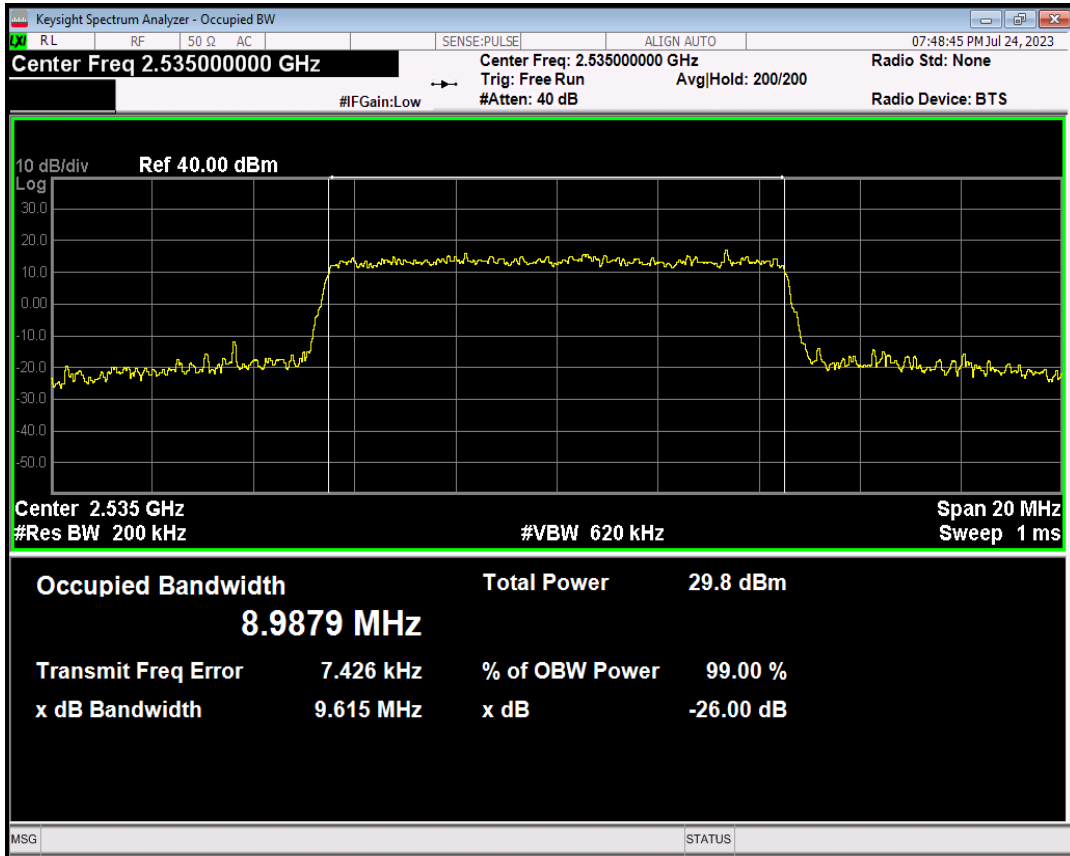 Keysight Spectrum Analyzer - Occupied BW
LXI RL RF 50 Ω AC SENSE:PULSE ALIGN AUTO 07:48:45 PM Jul 24, 2023
Center Freq 2.535000000 GHz Center Freq: 2.535000000 GHz Radio Std: None
Trig: Free Run Avg|Hold: 200/200
#IFGain:Low #Atten: 40 dB Radio Device: BTS
10 dB/div Ref 40.00 dBm
Log
30.0
20.0
10.0
0.00
-10.0
-20.0
-30.0
-40.0
-50.0
Center 2.535 GHz Span 20 MHz
#Res BW 200 kHz #VBW 620 kHz Sweep 1 ms
Occupied Bandwidth Total Power 29.8 dBm
8.9879 MHz
Transmit Freq Error 7.426 kHz % of OBW Power 99.00 %
x dB Bandwidth 9.615 MHz x dB -26.00 dB
MSG STATUS